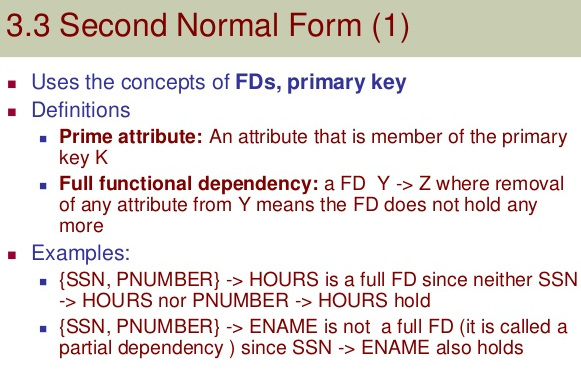 3.3 Second Normal Form (1)
Uses the concepts of FDs, primary key
Definitions
Prime attribute: An attribute that is member of the primary
key K
Full functional dependency: a FD Y -> Z where removal
of any attribute from Y means the FD does not hold any
more
Examples:
{SSN, PNUMBER} -> HOURS is a full FD since neither SSN
-> HOURS nor PNUMBER -> HOURS hold
{SSN, PNUMBER} -> ENAME is not a full FD (it is called a
partial dependency ) since SSN -> ENAME also holds